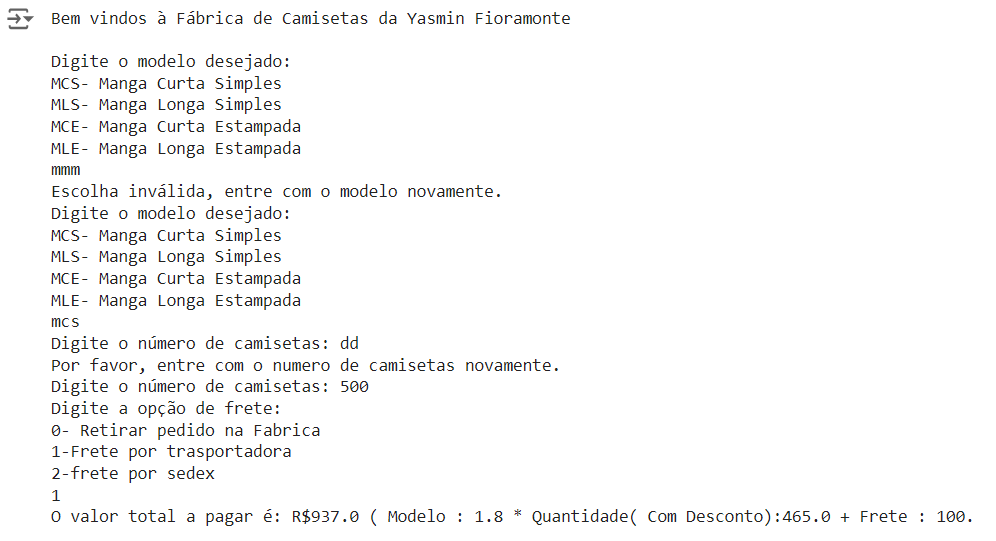 Bem vindos à Fábrica de Camisetas da Yasmin Fioramonte
Digite o modelo desejado:
MCS- Manga Curta Simples
MLS- Manga Longa Simples
MCE- Manga Curta Estampada
MLE- Manga Longa Estampada
mmm
Escolha inválida, entre com o modelo novamente.
Digite o modelo desejado:
MCS- Manga Curta Simples
MLS- Manga Longa Simples
MCE- Manga Curta Estampada
MLE- Manga Longa Estampada
mcs
Digite o número de camisetas: dd
Por favor, entre com o numero de camisetas novamente.
Digite o número de camisetas: 500
Digite a opção de frete:
0- Retirar pedido na Fabrica
1-Frete por trasportadora
2-frete por sedex
1
O valor total a pagar é: R$937.0 ( Modelo : 1.8 * Quantidade( Com Desconto):465.0 + Frete : 100.